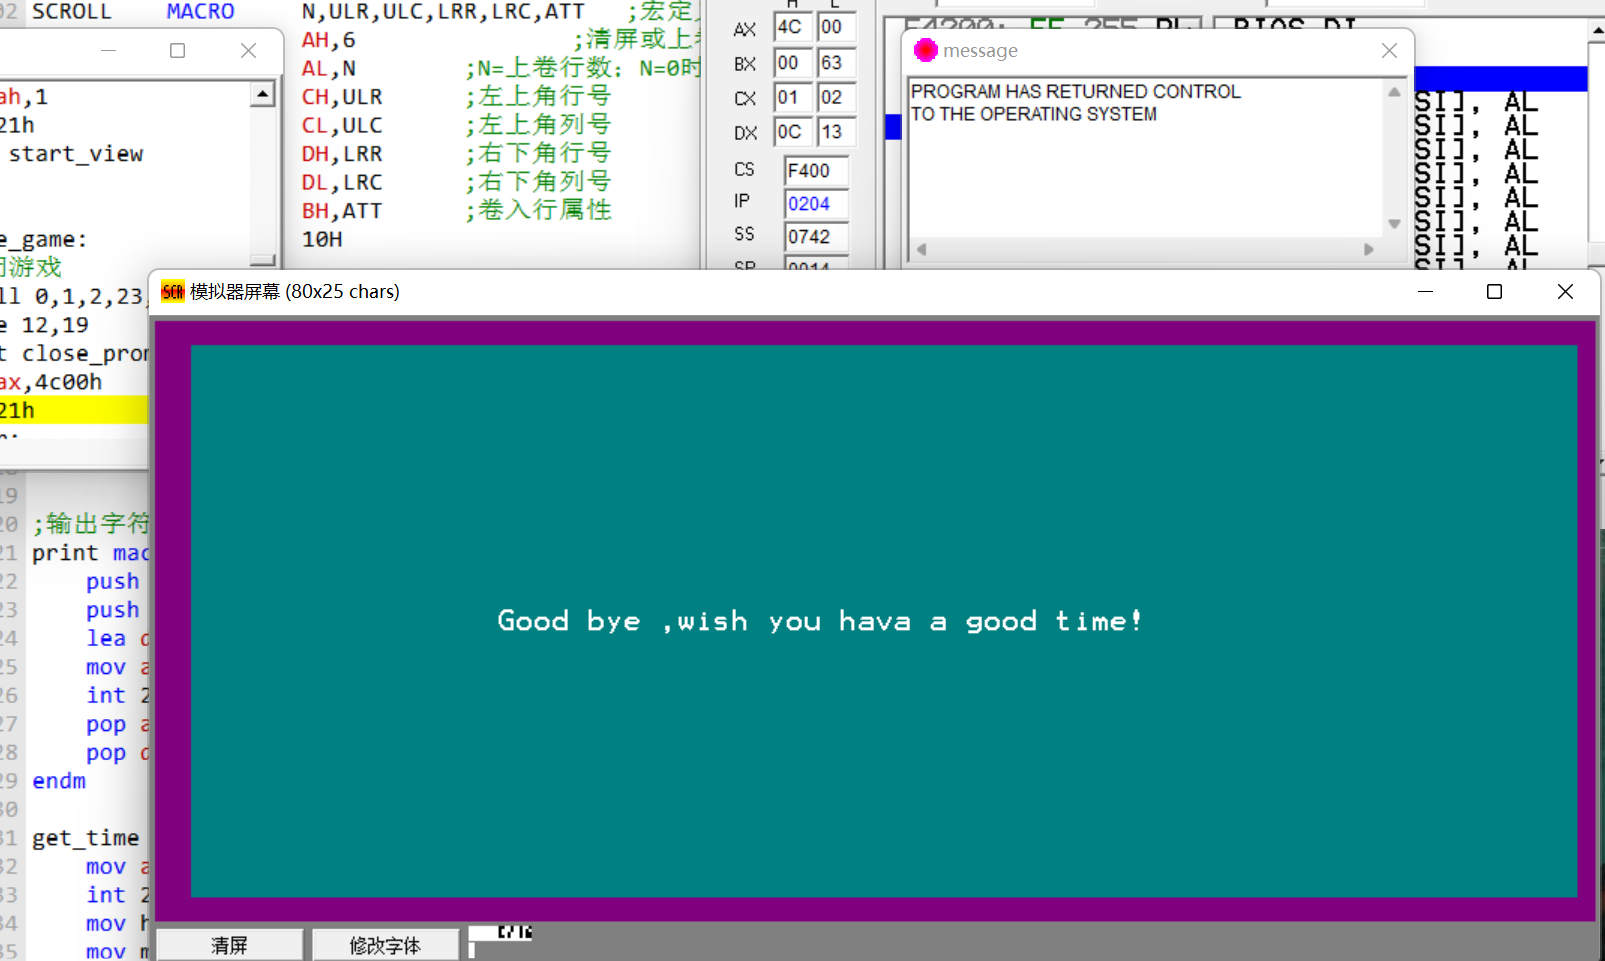 02 SCROLL MACRO N,ULR,ULC,LRR,LRC,ATT ;宏定
AH,6 ;清屏或上
AL,N ;N=上卷行数；N=0时
CH,ULR ;左上角行号
CL,ULC ;左上角列号
DH,LRR ;右下角行号
DL,LRC ;右下角列号
BH,ATT ;卷入行属性
10H
ah,1
21h
start_view
e_game:
游戏
ll 0,1,2,23,
e 12,19
t close_pro
ax,4c00h
21h
AX 4C 00
BX 00 63
CX 01 02
DX 0C 13
CS F400
IP 0204
SS 0742
SP 0014
message
PROGRAM HAS RETURNED CONTROL
TO THE OPERATING SYSTEM
SI], AL
SI], AL
SI], AL
SI], AL
SI], AL
SI], AL
SI], AL
SCR 模拟器屏幕 (80x25 chars)
Good bye ,wish you hava a good time!
清屏 修改字体
19
20 ;输出字符
21 print mac
22 push
23 push
24 lea d
25 mov a
26 int 2
27 pop a
28 pop d
29 endm
30
31 get_time
32 mov a
33 int 2
34 mov h
35 mov m